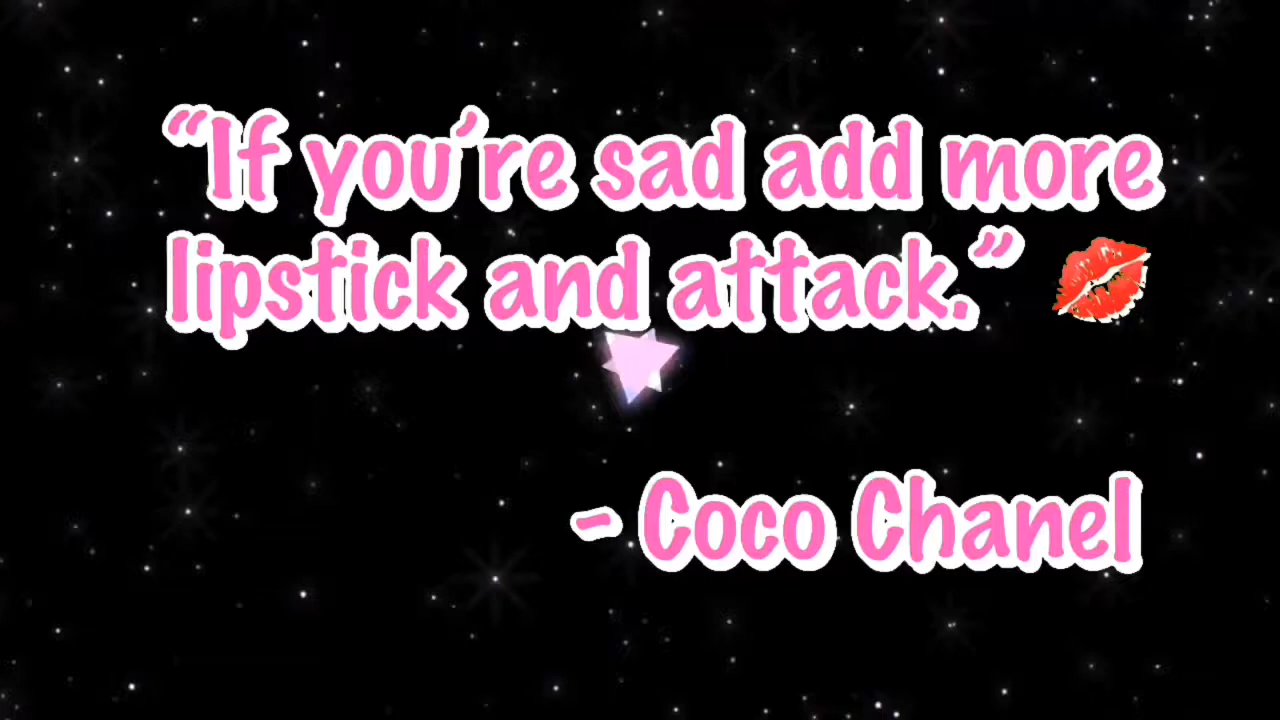 “If you’re sad add more
lipstick and attack.” 💋
- Coco Chanel